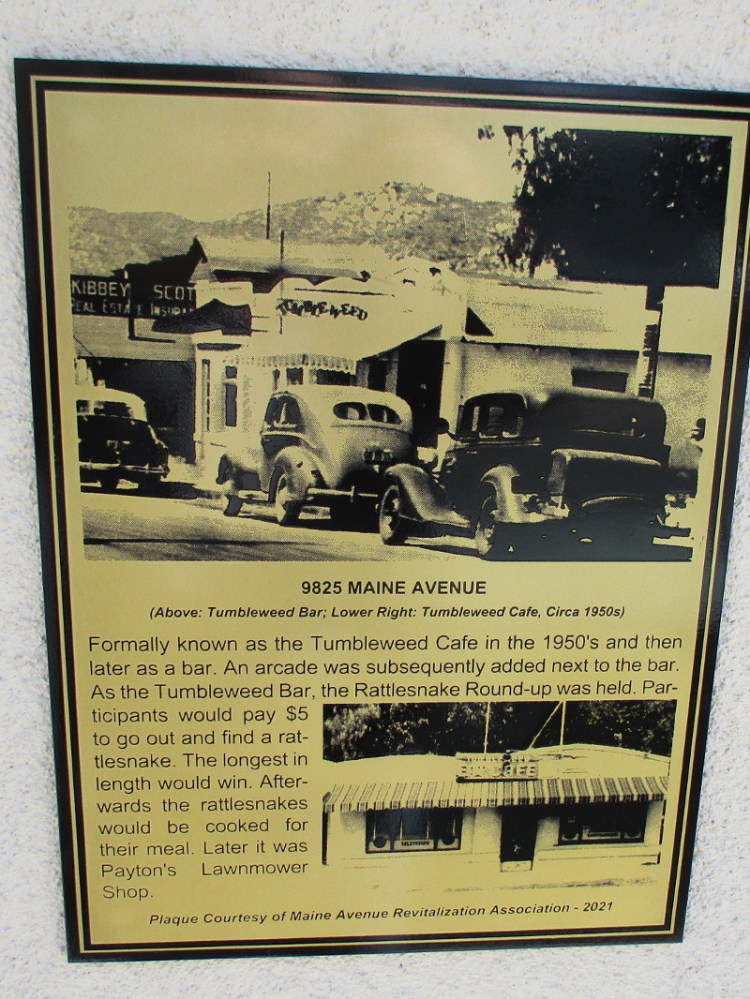 KIBBEY SCOT
REAL ESTATE INSURA
TUMBLEWEED
9825 MAINE AVENUE
(Above: Tumbleweed Bar; Lower Right: Tumbleweed Cafe, Circa 1950s)
Formally known as the Tumbleweed Cafe in the 1950's and then
later as a bar. An arcade was subsequently added next to the bar.
As the Tumbleweed Bar, the Rattlesnake Round-up was held. Par-
ticipants would pay $5
to go out and find a rat-
tlesnake. The longest in
length would win. After-
wards the rattlesnakes
would be cooked for
their meal. Later it was
Payton's Lawnmower
Shop.
TELEVISION
Plaque Courtesy of Maine Avenue Revitalization Association - 2021